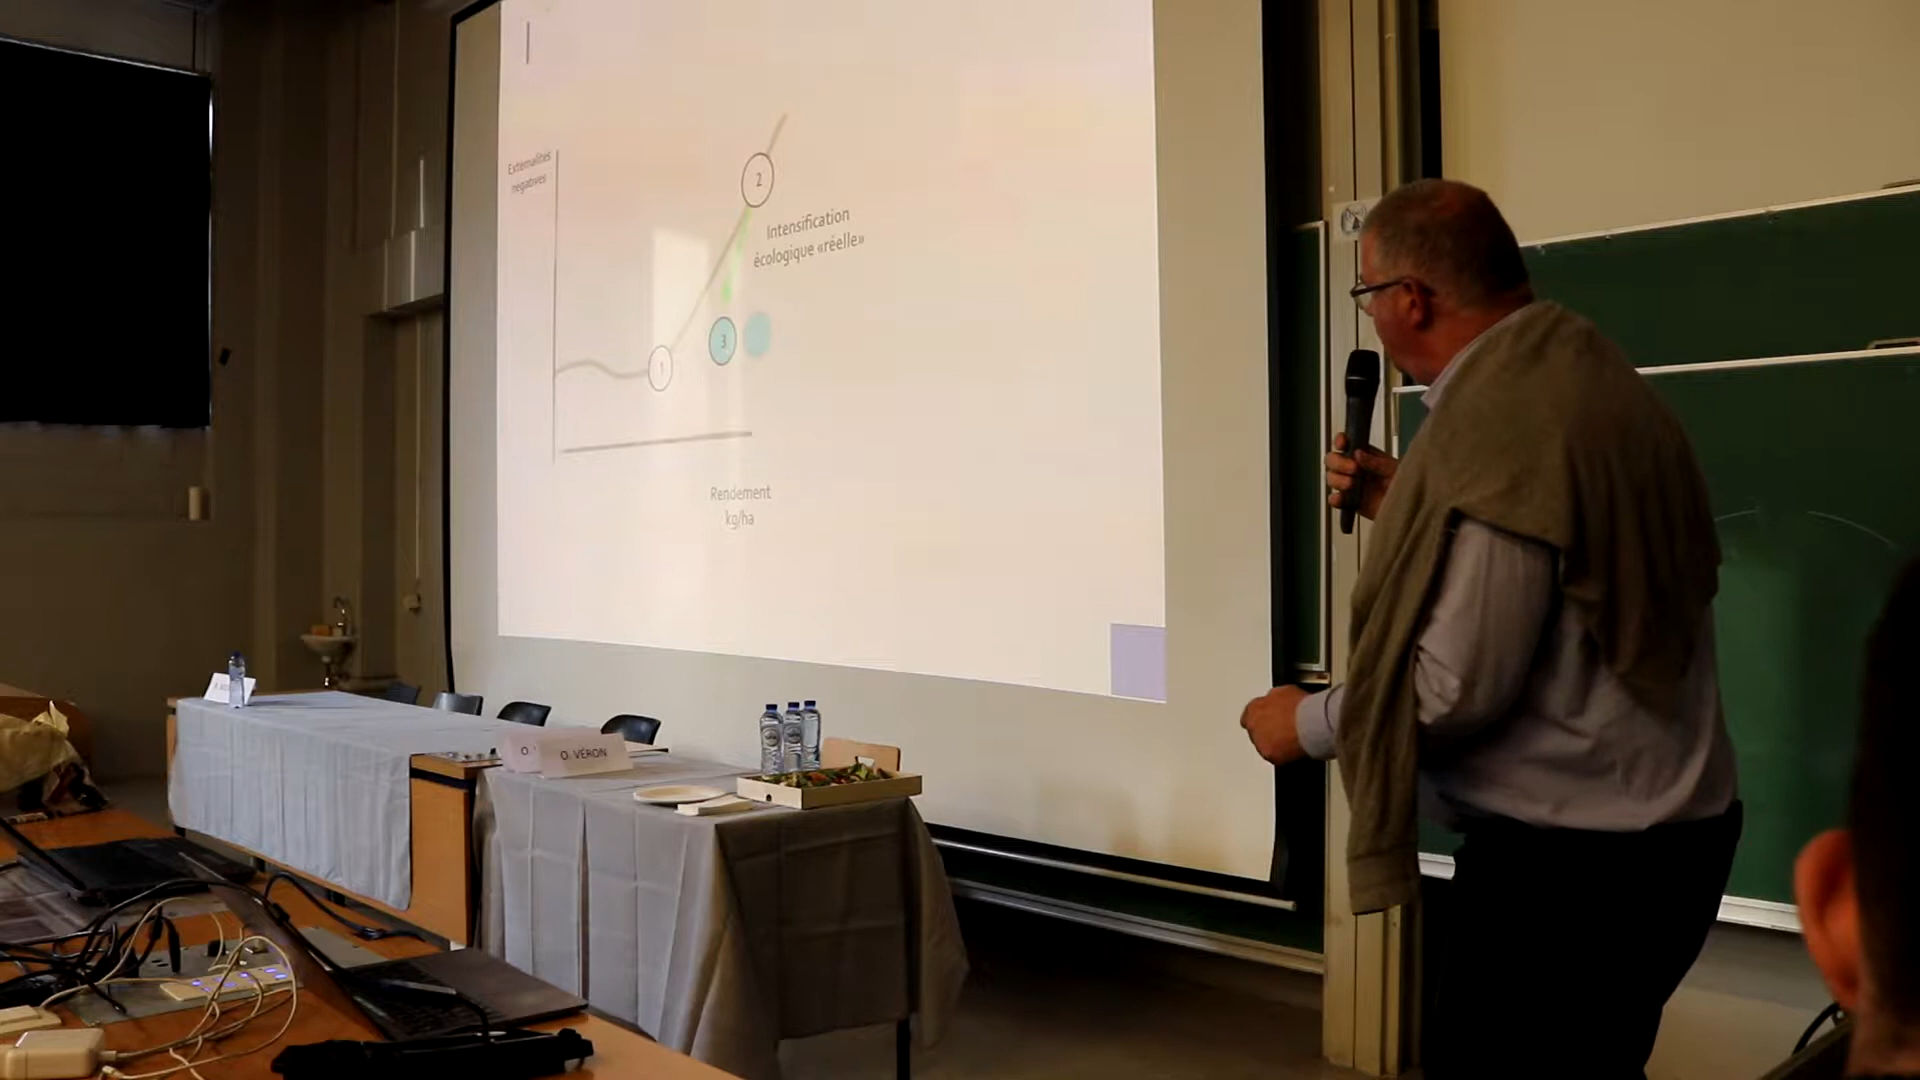 Externalités
négatives
2
Intensification
écologique «réelle»
3
1
Rendement
kg/ha
O.
O. VÉRON